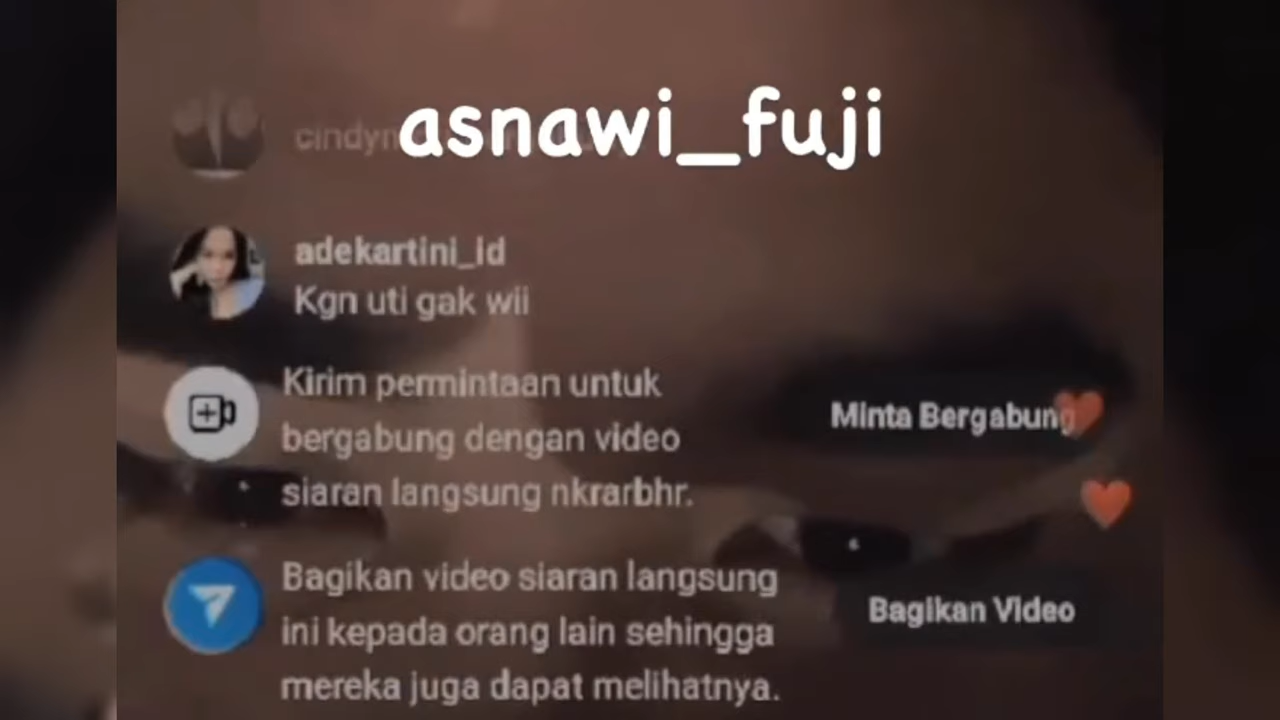 asnawi_fuji
adekartini_id
Kgn uti gak wii
Kirim permintaan untuk
bergabung dengan video
siaran langsung nkrarbhr.
Minta Bergabung
Bagikan video siaran langsung
ini kepada orang lain sehingga
mereka juga dapat melihatnya.
Bagikan Video